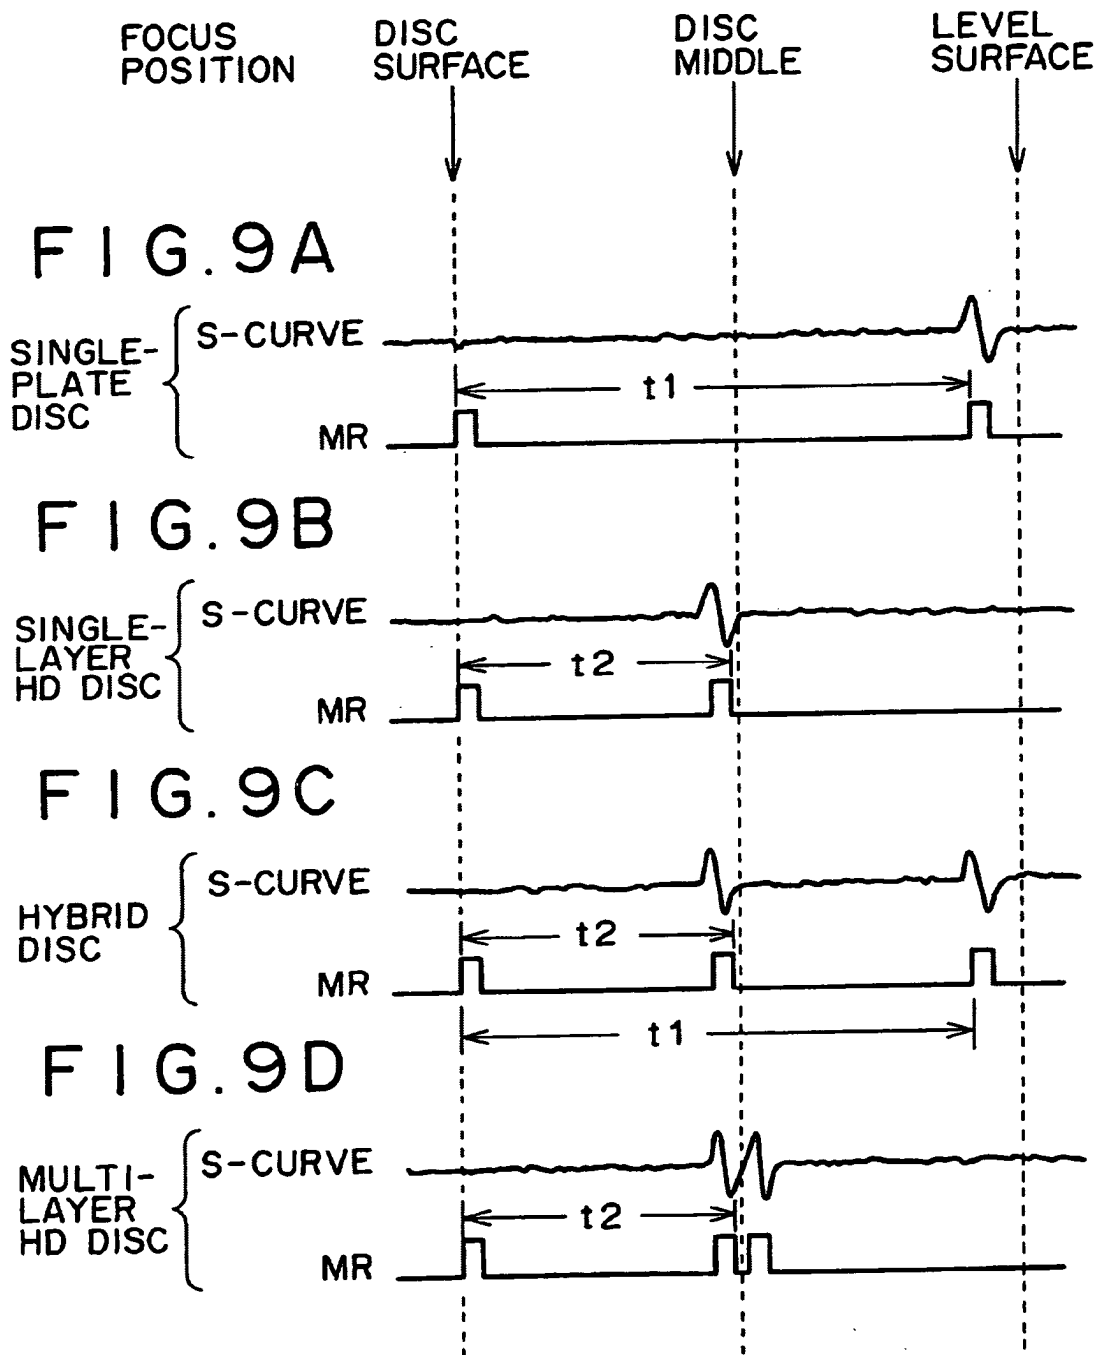 FOCUS
POSITION
DISC
SURFACE
DISC
MIDDLE
LEVEL
SURFACE
FIG.9A
SINGLE-
PLATE
DISC
S-CURVE
t1
MR
FIG.9B
SINGLE-
LAYER
HD DISC
S-CURVE
t2
MR
FIG.9C
HYBRID
DISC
S-CURVE
t2
MR
t1
FIG.9D
MULTI-
LAYER
HD DISC
S-CURVE
t2
MR